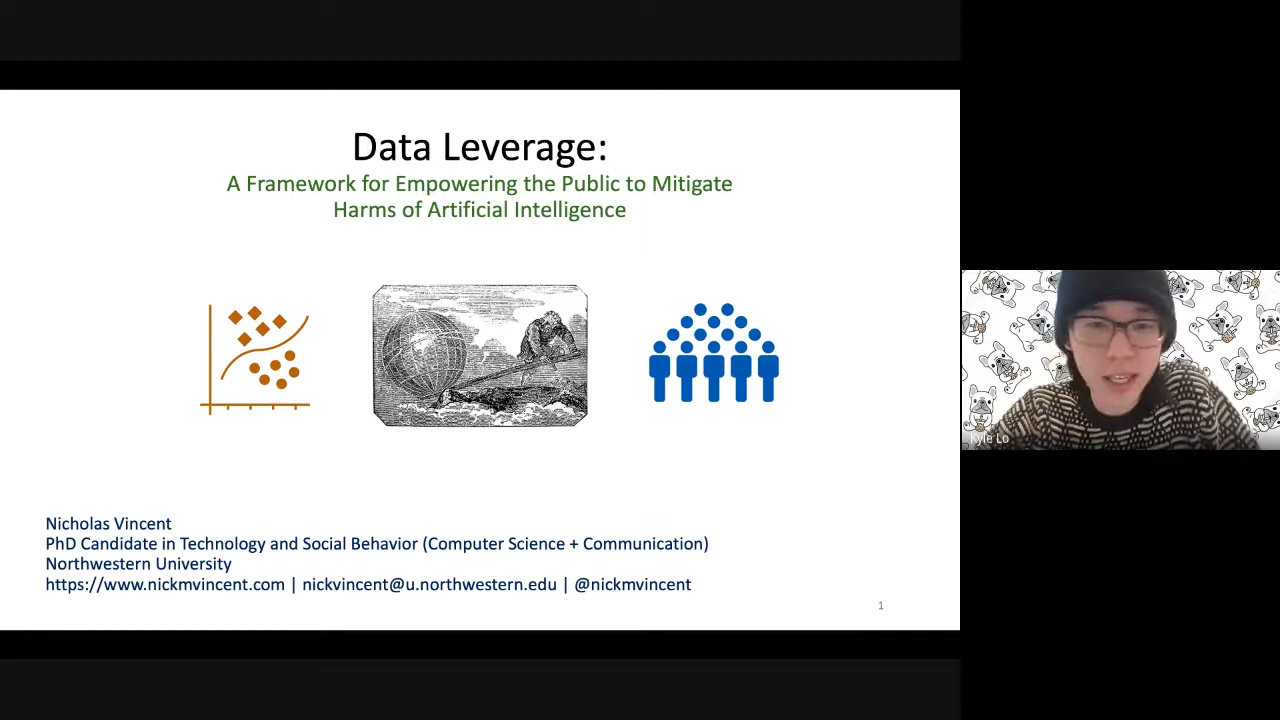 Data Leverage:
A Framework for Empowering the Public to Mitigate
Harms of Artificial Intelligence
Nicholas Vincent
PhD Candidate in Technology and Social Behavior (Computer Science + Communication)
Northwestern University
https://www.nickmvincent.com | nickvincent@u.northwestern.edu | @nickmvincent
1
Kyle Lo